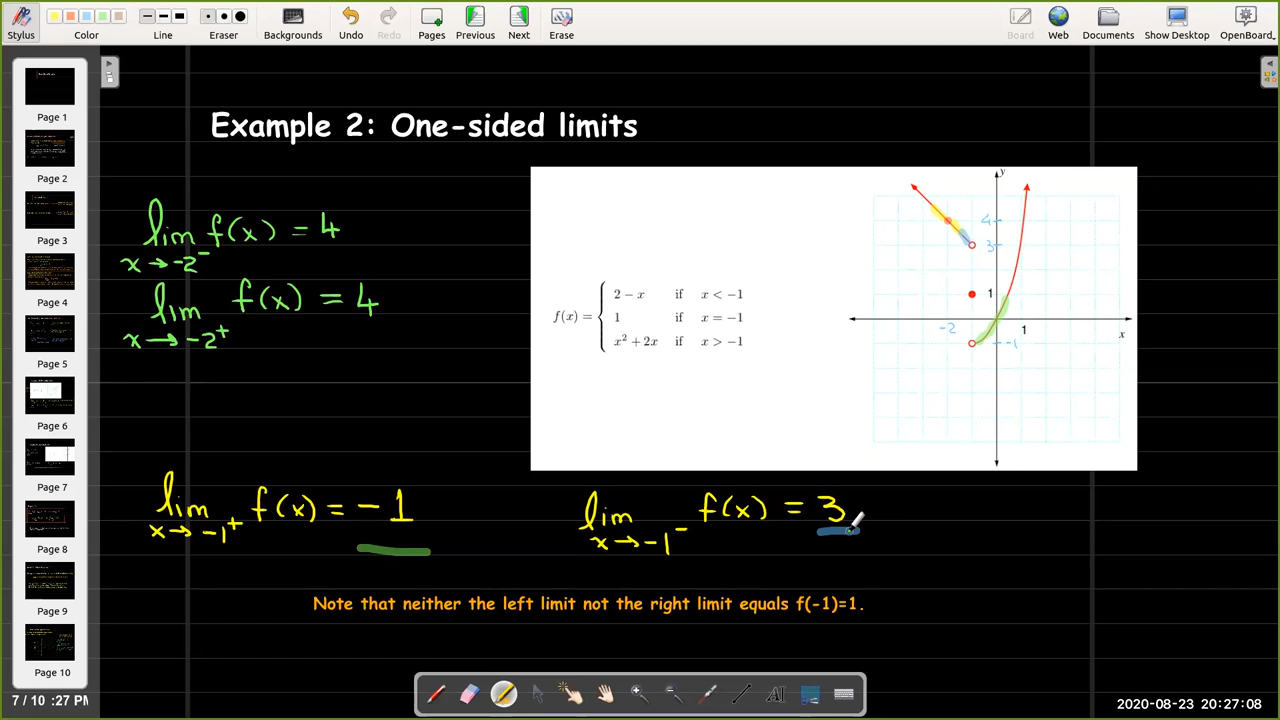 Stylus
Color
Line
Eraser
Backgrounds
Undo
Redo
Pages
Previous
Next
Erase
Board
Web
Documents
Show Desktop
OpenBoard
Page 1
Page 2
Page 3
Page 4
Page 5
Page 6
Page 7
Page 8
Page 9
Page 10
Example 2: One-sided limits
lim x→-2⁻ f(x) = 4
lim x→-2⁺ f(x) = 4
f(x) = {
2 − x if x < −1
1 if x = −1
x² + 2x if x > −1
y
4
3
1
-2
1
-1
x
lim x→-1⁺ f(x) = -1
lim x→-1⁻ f(x) = 3
Note that neither the left limit not the right limit equals f(-1)=1.
7 / 10 :27 PM
2020-08-23 20:27:08